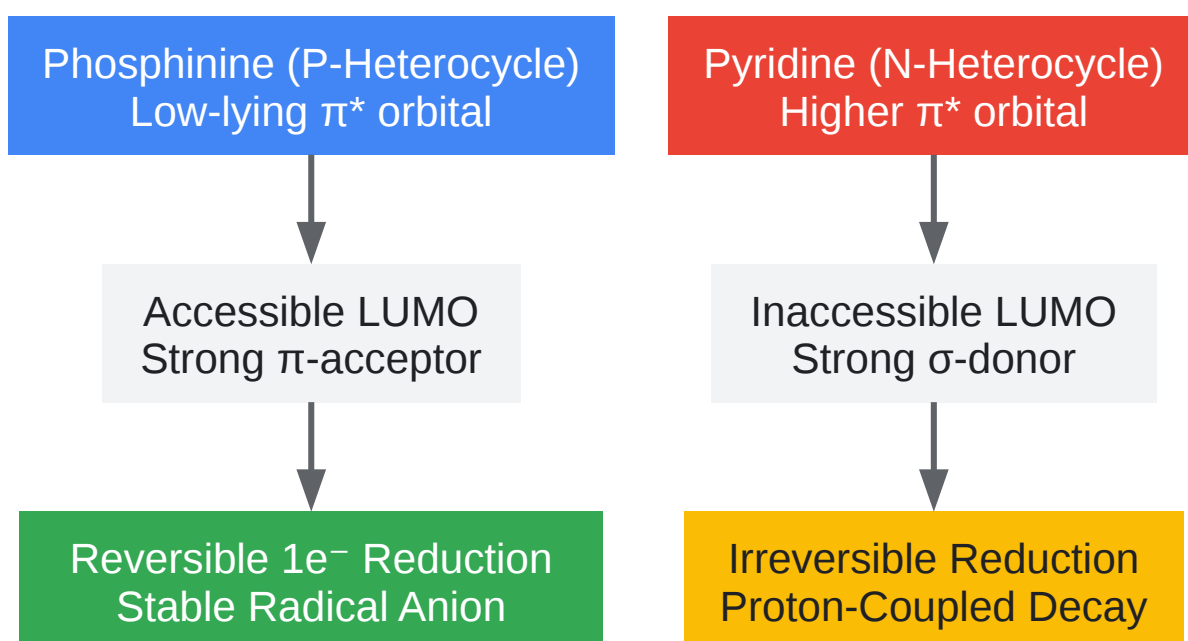 Phosphinine (P-Heterocycle)
Low-lying π* orbital
Pyridine (N-Heterocycle)
Higher π* orbital
Accessible LUMO
Strong π-acceptor
Inaccessible LUMO
Strong σ-donor
Reversible 1e⁻ Reduction
Stable Radical Anion
Irreversible Reduction
Proton-Coupled Decay